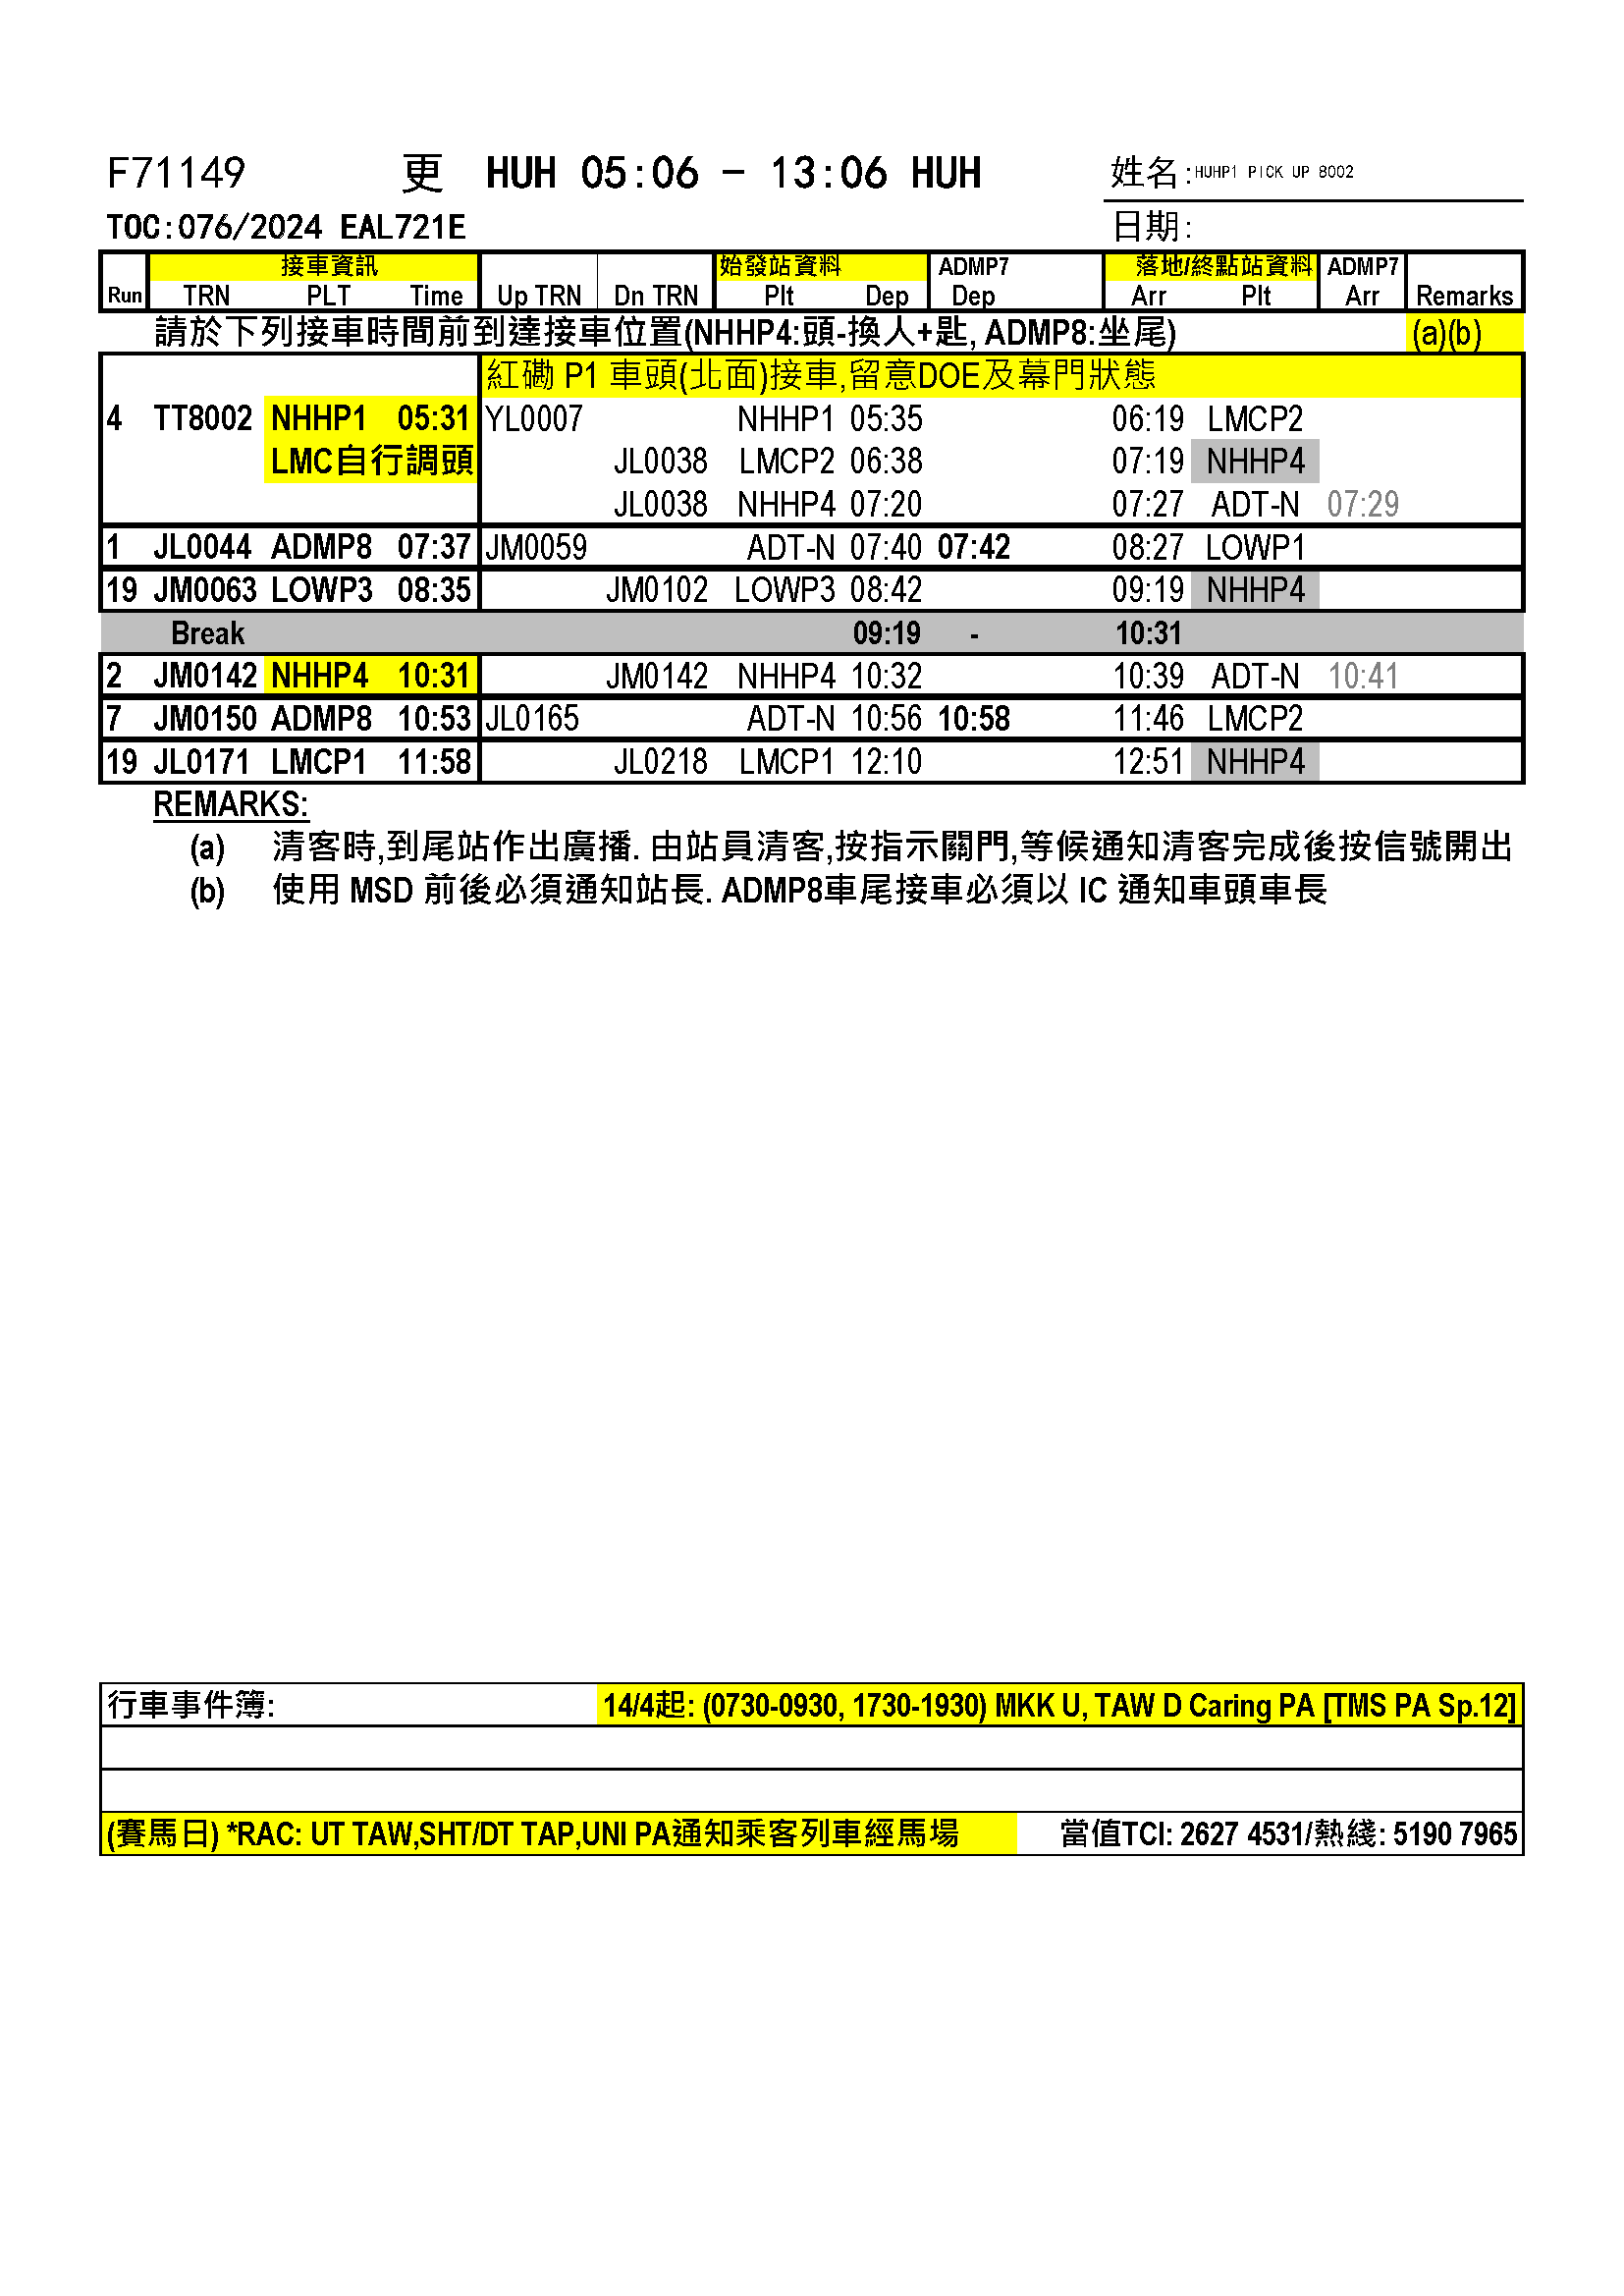 F71149 更 HUH 05:06 - 13:06 HUH 姓名:HUHP1 PICK UP 8002
TOC:076/2024 EAL721E 日期:
接車資訊 始發站資料 ADMP7 落地/終點站資料 ADMP7
Run TRN PLT Time Up TRN Dn TRN Plt Dep Dep Arr Plt Arr Remarks
請於下列接車時間前到達接車位置(NHHP4:頭-換人+匙, ADMP8:坐尾) (a)(b)
紅磡 P1 車頭(北面)接車,留意DOE及幕門狀態
4 TT8002 NHHP1 05:31 YL0007 NHHP1 05:35 06:19 LMCP2
LMC自行調頭 JL0038 LMCP2 06:38 07:19 NHHP4
JL0038 NHHP4 07:20 07:27 ADT-N 07:29
1 JL0044 ADMP8 07:37 JM0059 ADT-N 07:40 07:42 08:27 LOWP1
19 JM0063 LOWP3 08:35 JM0102 LOWP3 08:42 09:19 NHHP4
Break 09:19 - 10:31
2 JM0142 NHHP4 10:31 JM0142 NHHP4 10:32 10:39 ADT-N 10:41
7 JM0150 ADMP8 10:53 JL0165 ADT-N 10:56 10:58 11:46 LMCP2
19 JL0171 LMCP1 11:58 JL0218 LMCP1 12:10 12:51 NHHP4
REMARKS:
(a) 清客時,到尾站作出廣播. 由站員清客,按指示關門,等候通知清客完成後按信號開出
(b) 使用 MSD 前後必須通知站長. ADMP8車尾接車必須以 IC 通知車頭車長
行車事件簿: 14/4起: (0730-0930, 1730-1930) MKK U, TAW D Caring PA [TMS PA Sp.12]
(賽馬日) *RAC: UT TAW,SHT/DT TAP,UNI PA通知乘客列車經馬場 當值TCI: 2627 4531/熱綫: 5190 7965